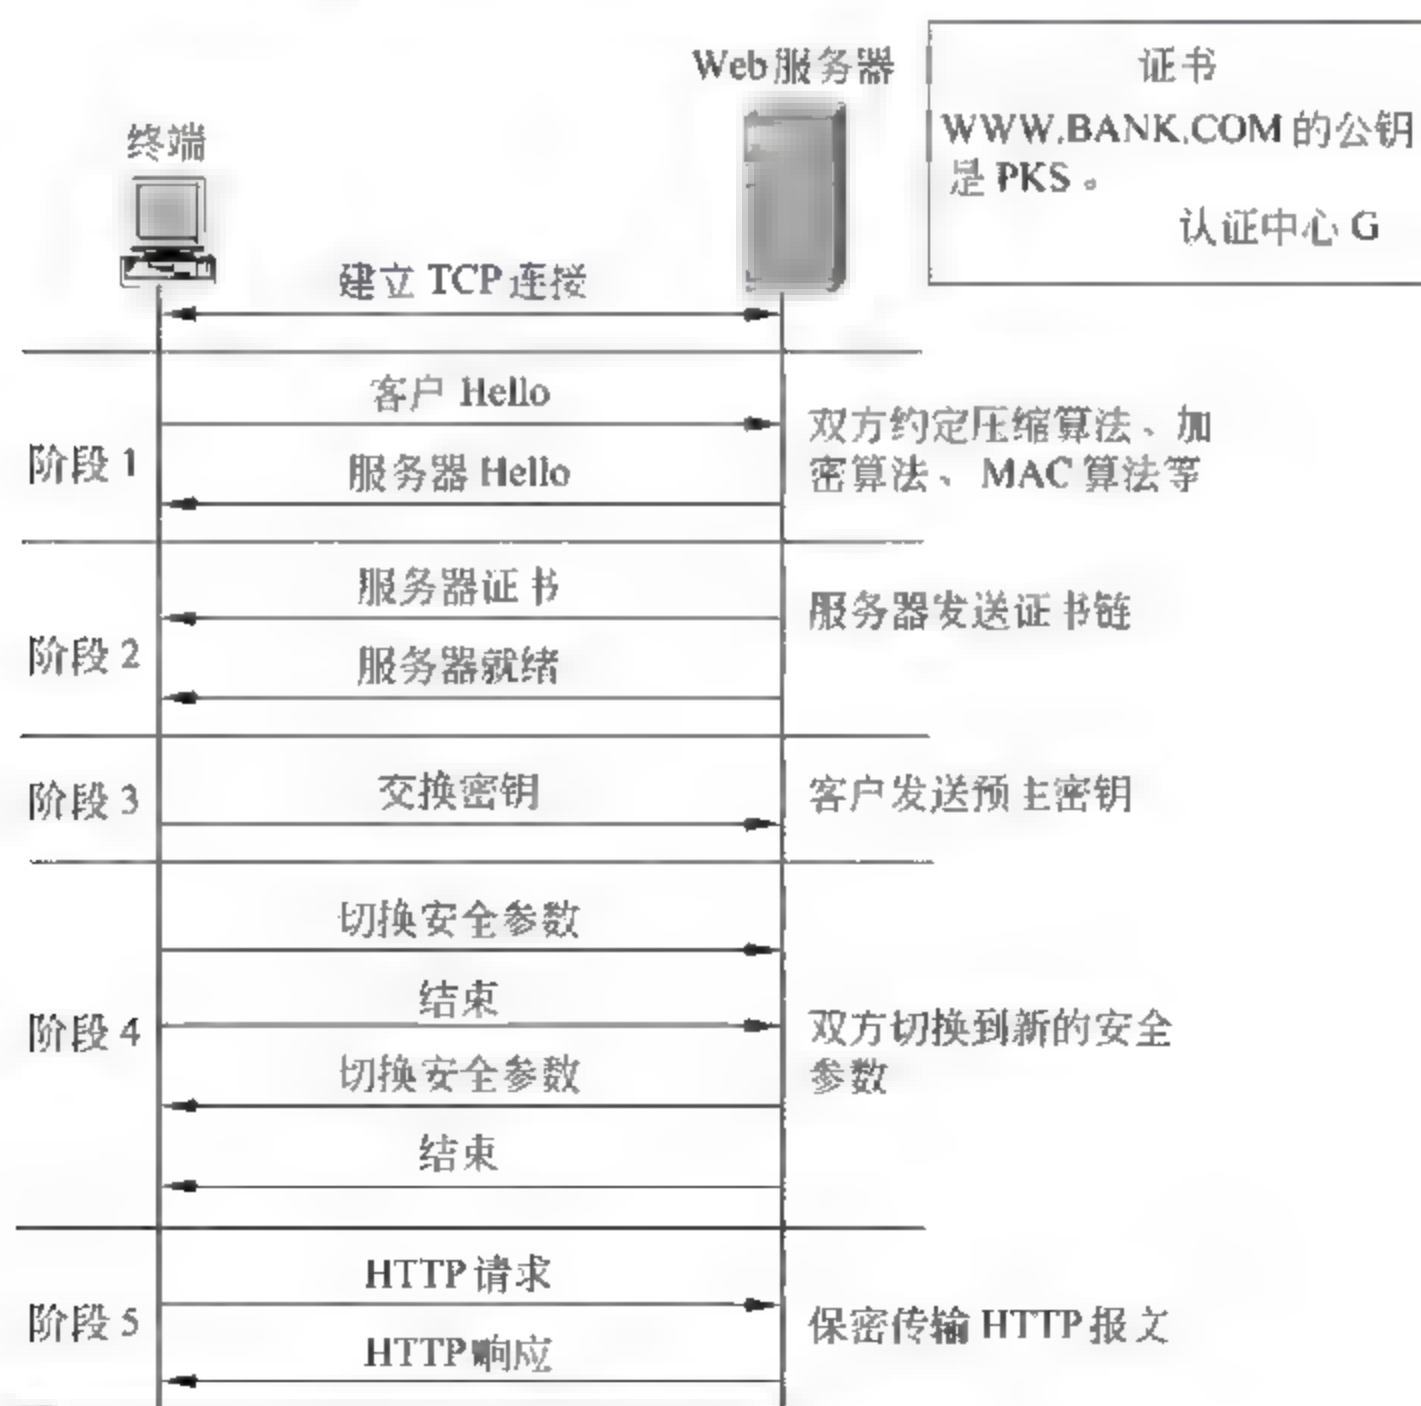 Web服务器
证书
WWW.BANK.COM 的公钥
是 PKS。
认证中心 G
终端
建立 TCP 连接
客户 Hello
双方约定压缩算法、加
密算法、MAC 算法等
阶段 1
服务器 Hello
服务器证书
服务器发送证书链
阶段 2
服务器就绪
阶段 3
交换密钥
客户发送预主密钥
切换安全参数
结束
阶段 4
双方切换到新的安全
参数
切换安全参数
结束
HTTP 请求
阶段 5
保密传输 HTTP 报文
HTTP响应